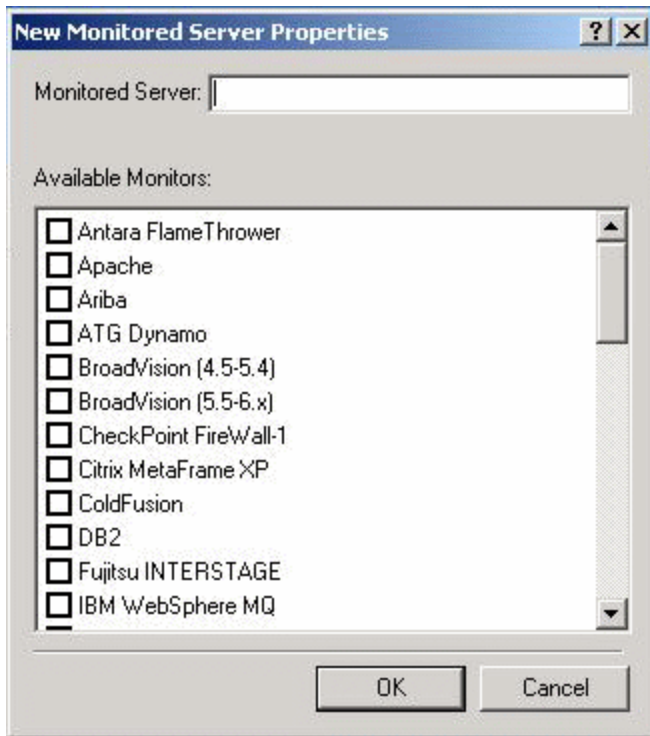 New Monitored Server Properties
Monitored Server:
Available Monitors:
Antara FlameThrower
Apache
Ariba
ATG Dynamo
BroadVision (4.5-5.4)
BroadVision (5.5-6.x)
CheckPoint FireWall-1
Citrix MetaFrame XP
ColdFusion
DB2
Fujitsu INTERSTAGE
IBM WebSphere MQ
OK Cancel